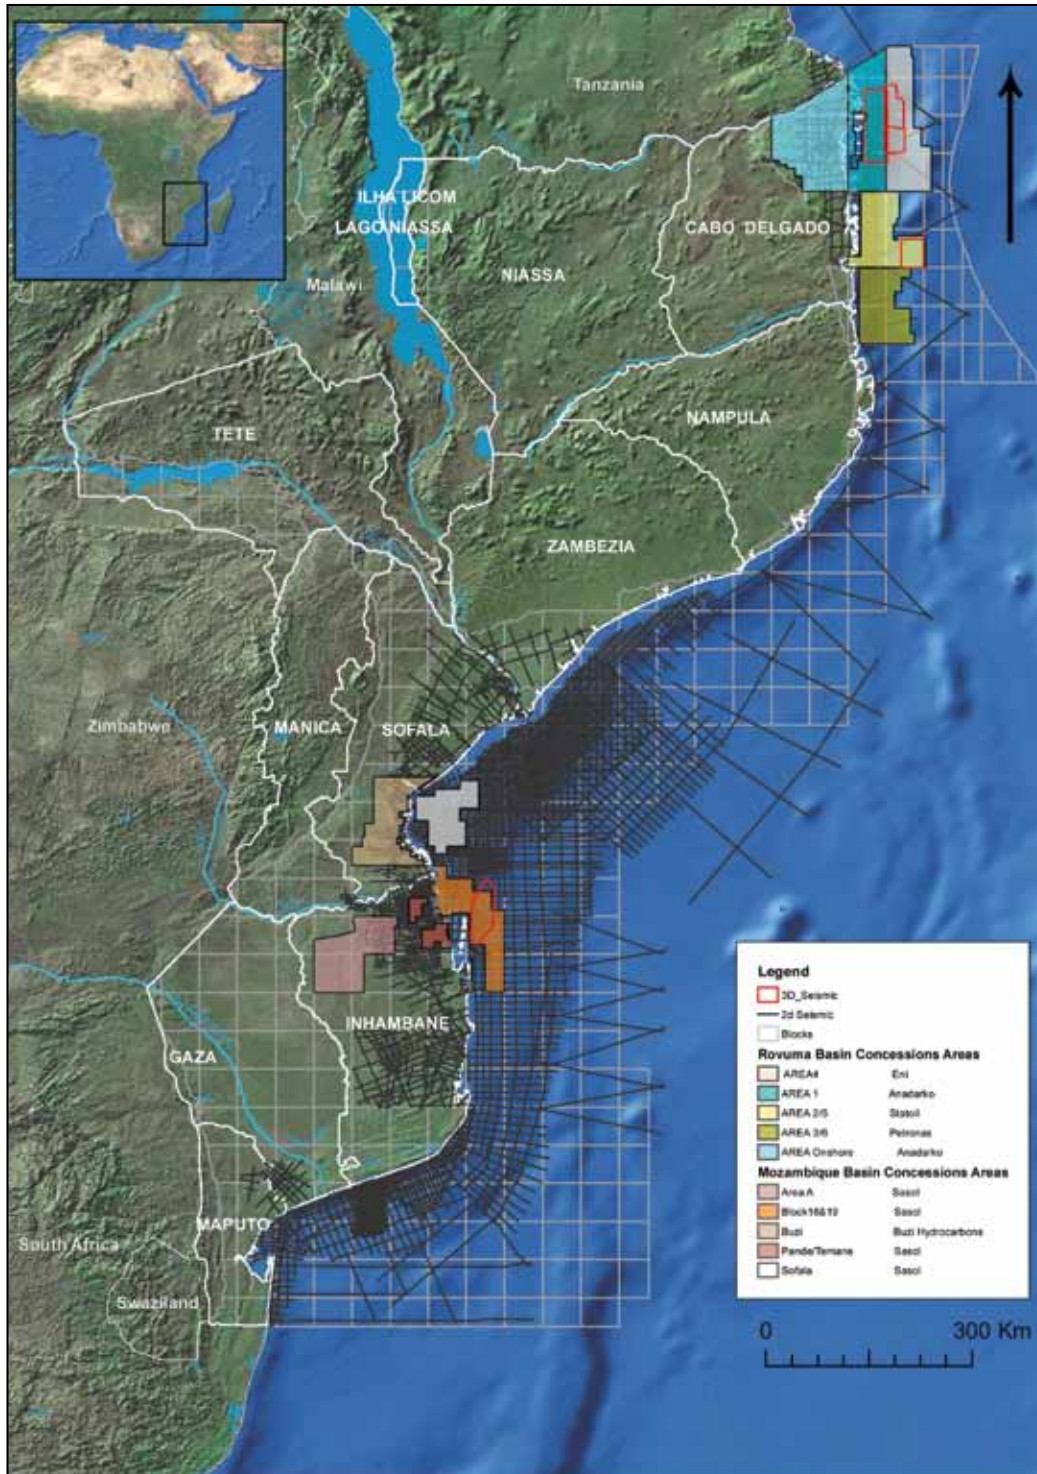 Tanzania
ILHA LICOM
LAGO NIASSA
CABO DELGADO
NIASSA
Malawi
NAMPULA
TETE
ZAMBEZIA
Zimbabwe
MANICA
SOFALA
INHAMBANE
GAZA
MAPUTO
South Africa
Swaziland
Legend
3D_Seismic
2d Seismic
Blocks
Rovuma Basin Concessions Areas
AREA4 Eni
AREA 1 Anadarko
AREA 2/5 Statoil
AREA 3/6 Petronas
AREA Onshore Anadarko
Mozambique Basin Concessions Areas
Area A Sasol
Block16&19 Sasol
Buzi Buzi Hydrocarbons
Pande/Temane Sasol
Sofala Sasol
0 300 Km